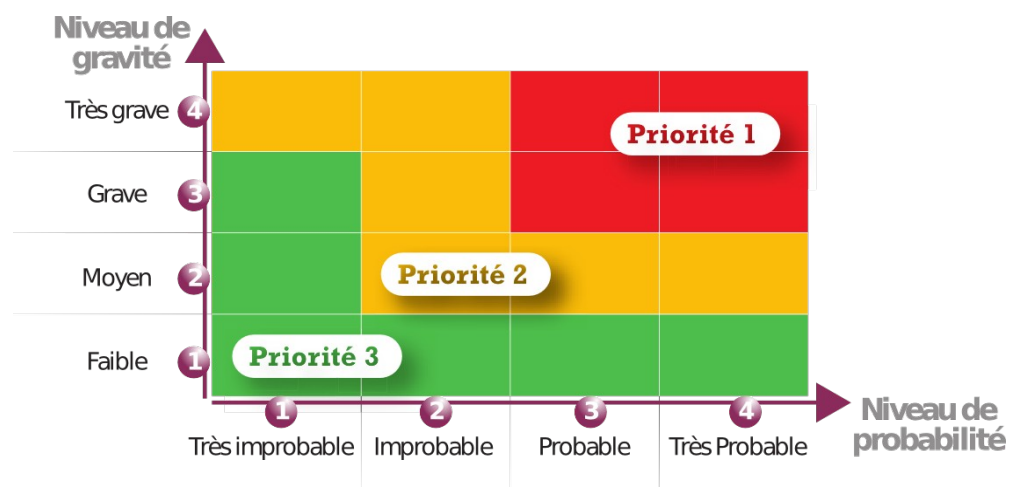 Niveau de
gravité
Très grave 4
Priorité 1
Grave 3
Moyen 2
Priorité 2
Faible 1
Priorité 3
1 2 3 4
Très improbable Improbable Probable Très Probable
Niveau de
probabilité